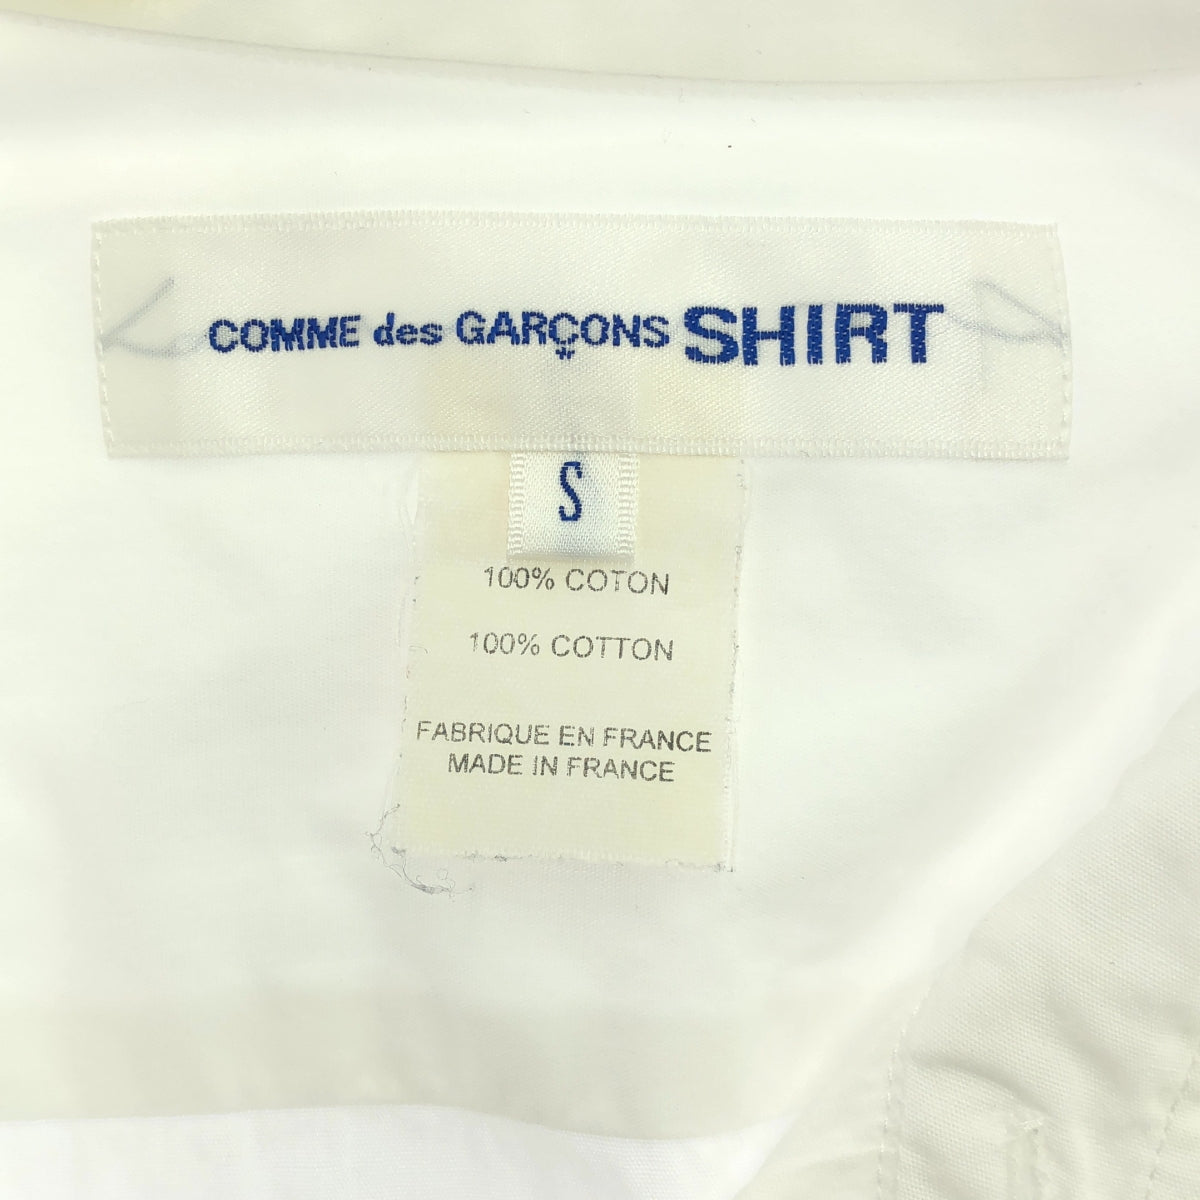 COMME des GARÇONS SHIRT
S
100% COTON
100% COTTON
FABRIQUE EN FRANCE
MADE IN FRANCE